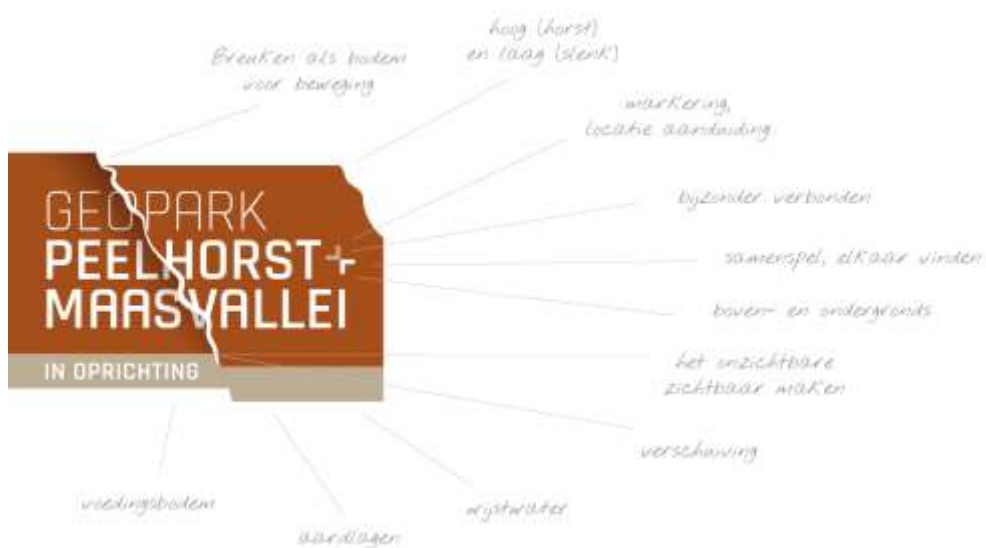 hoog (horst)
en laag (slenk)
Breuken als bodem
voor beweging
markering,
locatie aanduiding
bijzonder verbonden
GEOPARK
PEELHORST+
MAASVALLEI
samenspel, elkaar vinden
boven- en ondergronds
IN OPRICHTING
het onzichtbare
zichtbaar maken
verschuiving
voedingsbodem
wijstwater
aardlagen